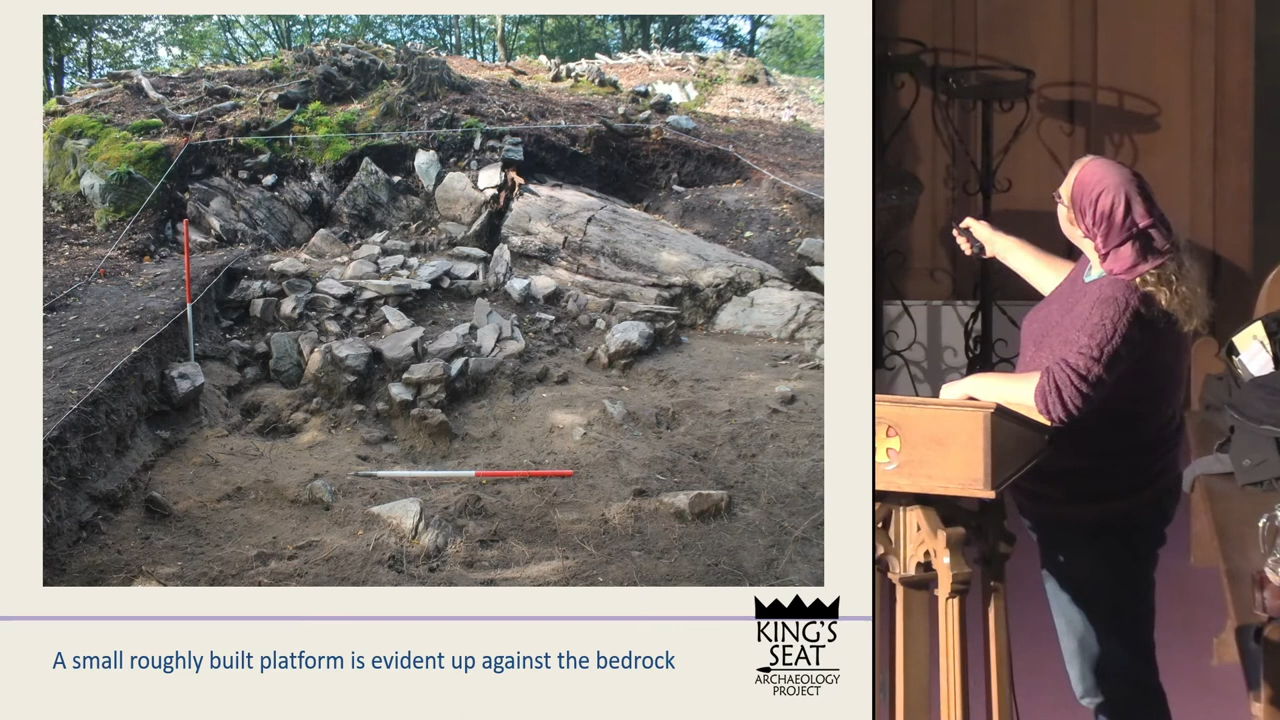 A small roughly built platform is evident up against the bedrock
KING'S
SEAT
ARCHAEOLOGY
PROJECT